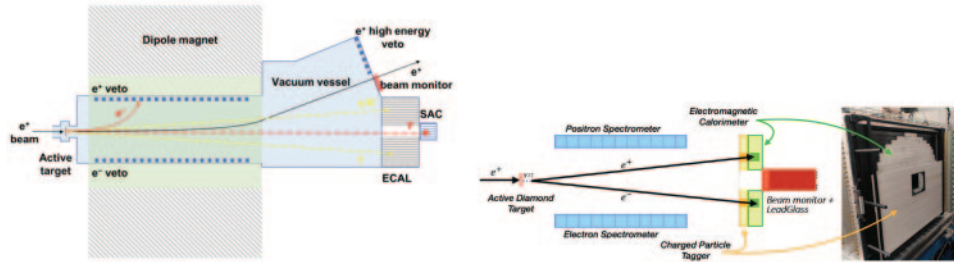 Dipole magnet
e⁺ high energy
veto
Vacuum vessel
e⁺ veto
e⁺
beam monitor
e⁺
beam
SAC
Active
target
e⁻ veto
ECAL
Electromagnetic
Calorimeter
Positron Spectrometer
e⁺
e⁺
Active Diamond
Target
e⁻
Beam monitor +
LeadGlass
Electron Spectrometer
Charged Particle
Tagger